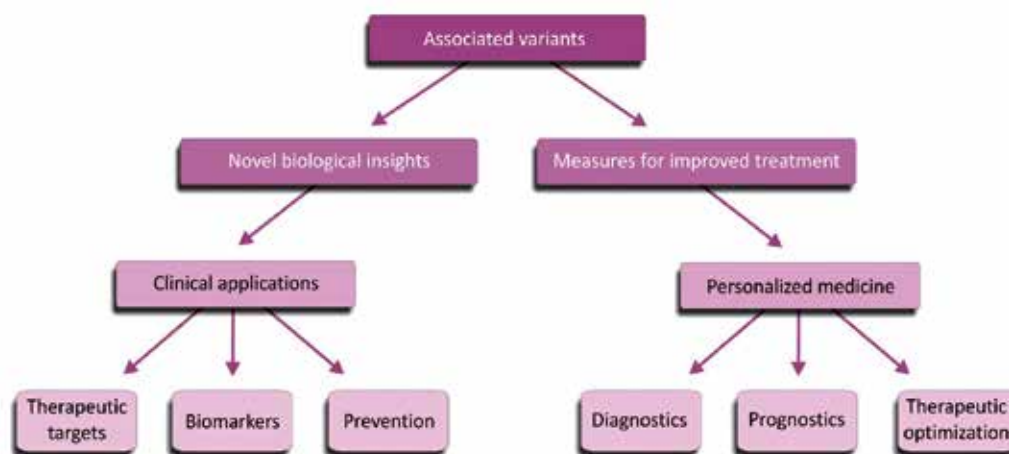 Associated variants
Novel biological insights
Measures for improved treatment
Clinical applications
Personalized medicine
Therapeutic
targets
Biomarkers
Prevention
Diagnostics
Prognostics
Therapeutic
optimization